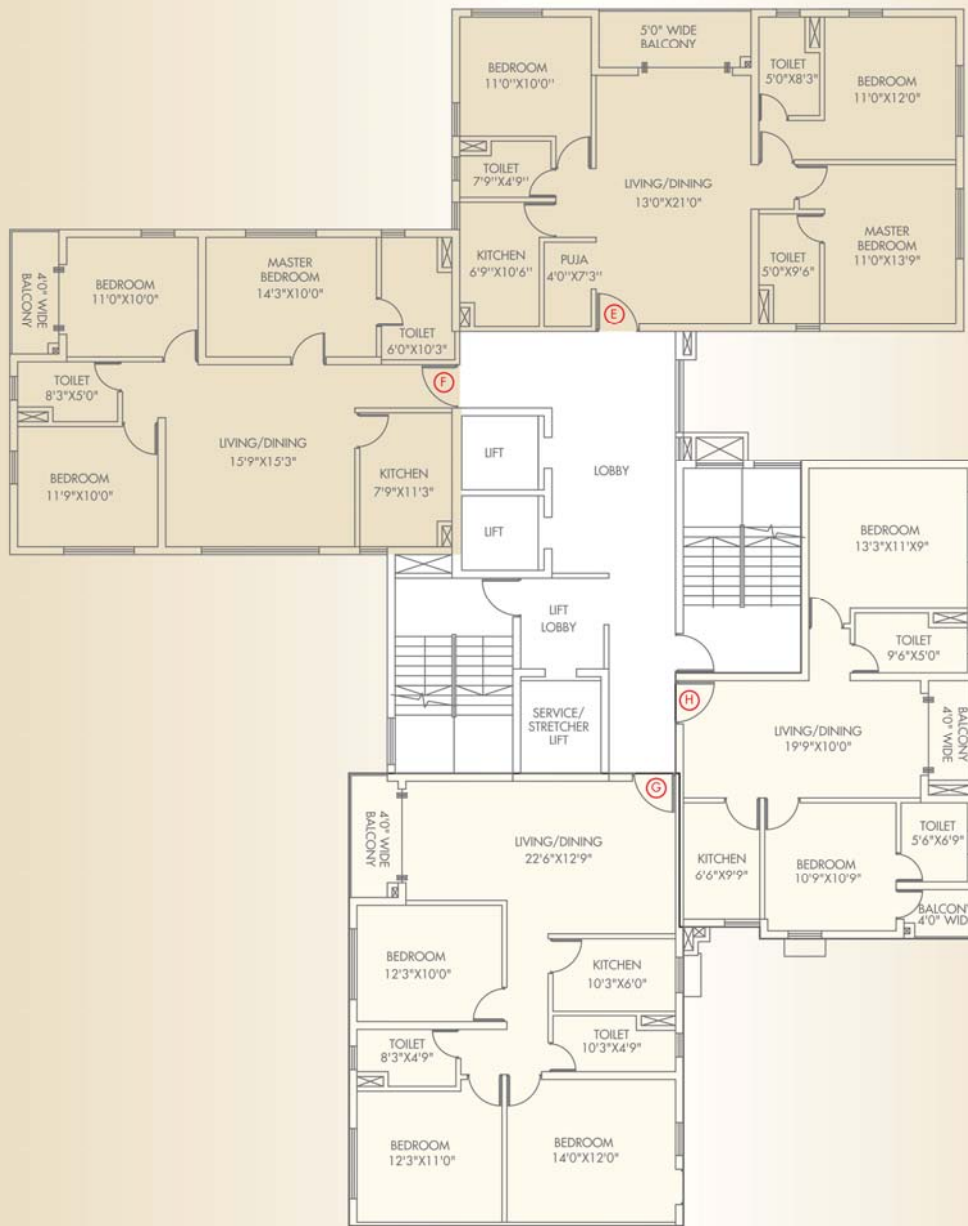 5'0" WIDE
BALCONY
BEDROOM
11'0''X10'0''
TOILET
5'0"X8'3"
BEDROOM
11'0"X12'0"
TOILET
7'9''X4'9''
LIVING/DINING
13'0"X21'0"
KITCHEN
6'9''X10'6''
PUJA
4'0"X7'3''
TOILET
5'0"X9'6"
MASTER
BEDROOM
11'0"X13'9"
E
4'0" WIDE
BALCONY
BEDROOM
11'0"X10'0"
MASTER
BEDROOM
14'3"X10'0"
TOILET
6'0"X10'3"
TOILET
8'3"X5'0"
F
LIVING/DINING
15'9"X15'3"
BEDROOM
11'9"X10'0"
KITCHEN
7'9"X11'3"
LIFT
LOBBY
LIFT
LIFT
LOBBY
SERVICE/
STRETCHER
LIFT
BEDROOM
13'3"X11'X9"
TOILET
9'6"X5'0"
H
LIVING/DINING
19'9"X10'0"
BALCONY
4'0" WIDE
KITCHEN
6'6"X9'9"
BEDROOM
10'9"X10'9"
TOILET
5'6"X6'9"
BALCONY
4'0" WID
G
4'0" WIDE
BALCONY
LIVING/DINING
22'6"X12'9"
BEDROOM
12'3"X10'0"
KITCHEN
10'3"X6'0"
TOILET
8'3"X4'9"
TOILET
10'3"X4'9"
BEDROOM
12'3"X11'0"
BEDROOM
14'0"X12'0"